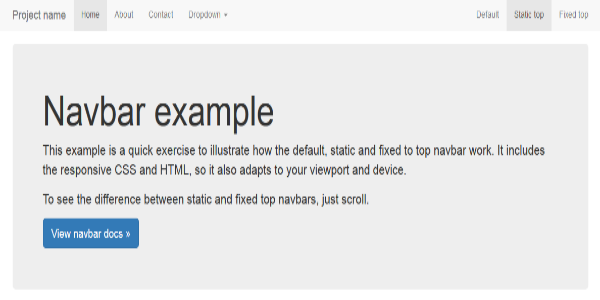 Project name Home About Contact Dropdown Default Static top Fixed top
Navbar example
This example is a quick exercise to illustrate how the default, static and fixed to top navbar work. It includes
the responsive CSS and HTML, so it also adapts to your viewport and device.
To see the difference between static and fixed top navbars, just scroll.
View navbar docs »